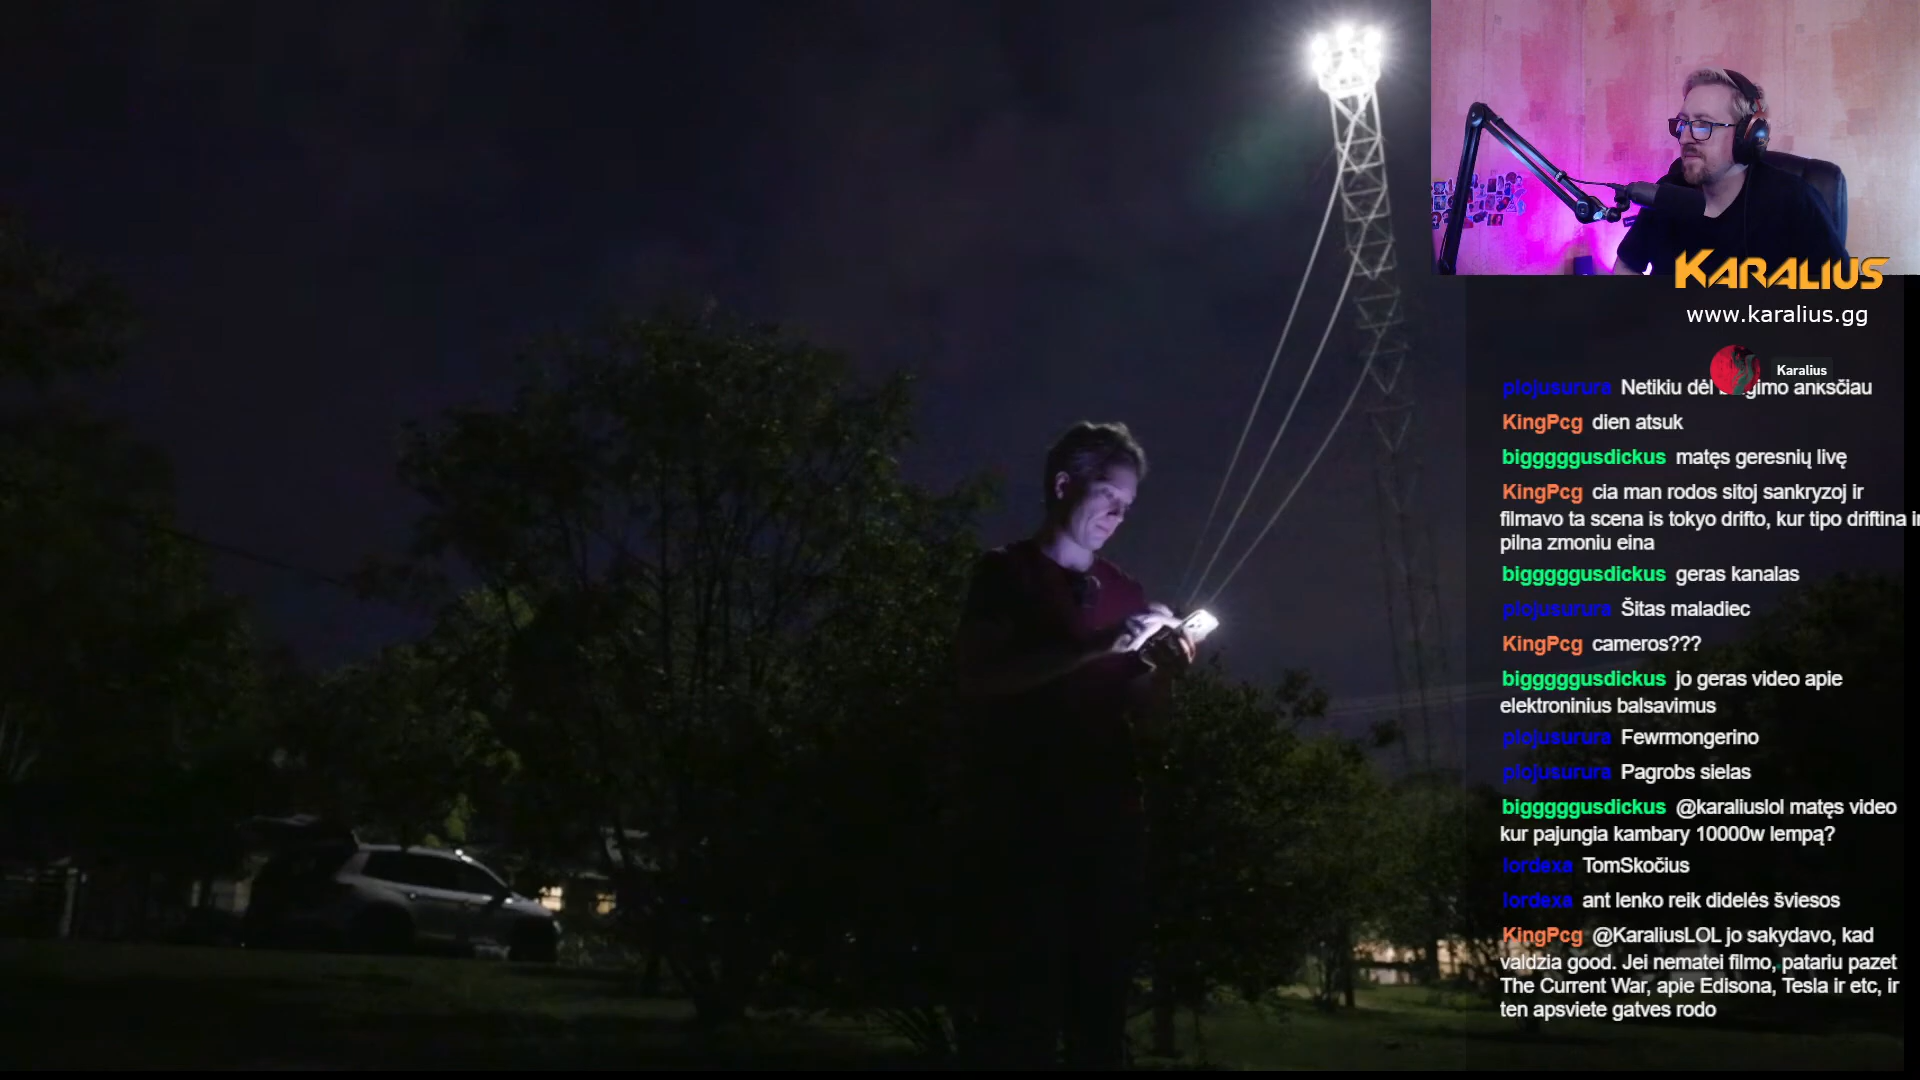 KARALIUS
www.karalius.gg
Karalius
plojusurura Netikiu dėl gimo anksčiau
KingPcg dien atsuk
bigggggusdickus matęs geresnių livę
KingPcg cia man rodos sitoj sankryzoj ir
filmavo ta scena is tokyo drifto, kur tipo driftina ir
pilna zmoniu eina
bigggggusdickus geras kanalas
plojusurura Šitas maladiec
KingPcg cameros???
bigggggusdickus jo geras video apie
elektroninius balsavimus
plojusurura Fewrmongerino
plojusurura Pagrobs sielas
bigggggusdickus @karaliuslol matęs video
kur pajungia kambary 10000w lempą?
lordexa TomSkočius
lordexa ant lenko reik didelės šviesos
KingPcg @KaraliusLOL jo sakydavo, kad
valdzia good. Jei nematei filmo, patariu pazet
The Current War, apie Edisona, Tesla ir etc, ir
ten apsviete gatves rodo